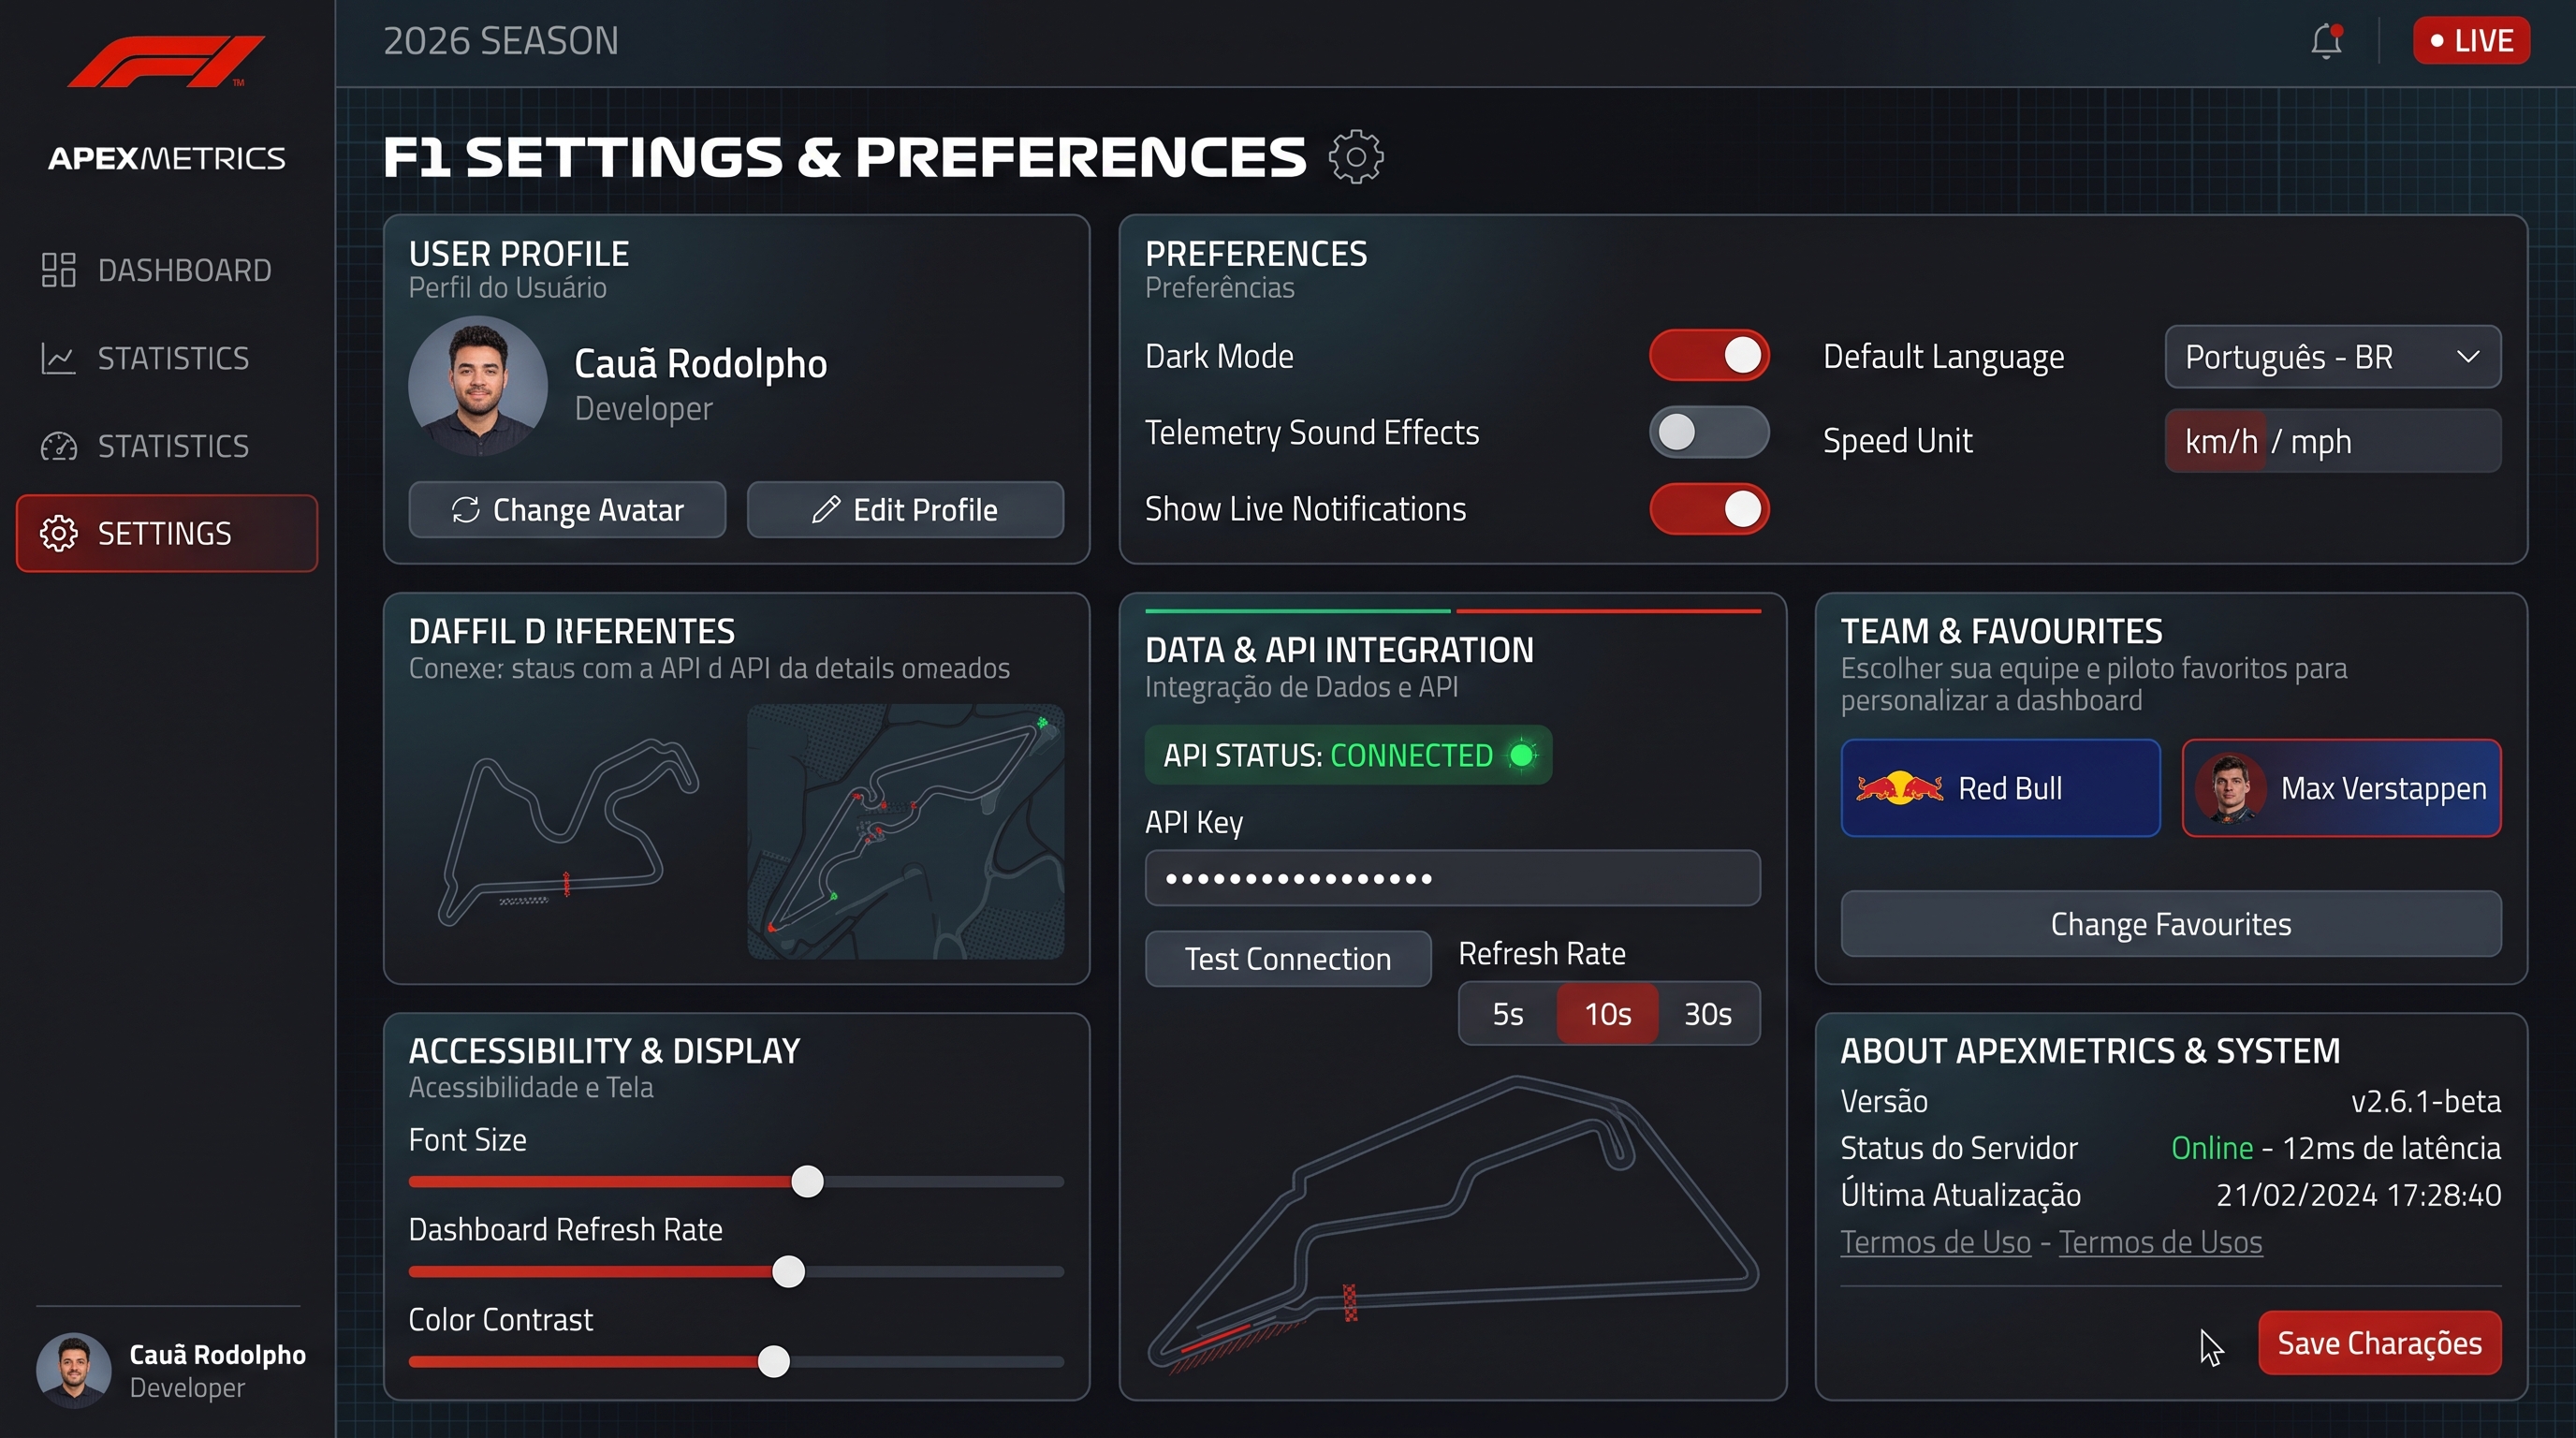 F1 TM
APEXMETRICS
DASHBOARD
STATISTICS
STATISTICS
SETTINGS
Cauã Rodolpho
Developer
2026 SEASON
LIVE
F1 SETTINGS & PREFERENCES
USER PROFILE
Perfil do Usuário
Cauã Rodolpho
Developer
Change Avatar
Edit Profile
PREFERENCES
Preferências
Dark Mode
Telemetry Sound Effects
Show Live Notifications
Default Language
Português - BR
Speed Unit
km/h / mph
DAFFIL D IRFERENTES
Conexe: staus com a API d API da details omeados
DATA & API INTEGRATION
Integração de Dados e API
API STATUS: CONNECTED
API Key
•••••••••••••••••
Test Connection
Refresh Rate
5s 10s 30s
TEAM & FAVOURITES
Escolher sua equipe e piloto favoritos para
personalizar a dashboard
Red Bull
Max Verstappen
Change Favourites
ACCESSIBILITY & DISPLAY
Acessibilidade e Tela
Font Size
Dashboard Refresh Rate
Color Contrast
ABOUT APEXMETRICS & SYSTEM
Versão v2.6.1-beta
Status do Servidor Online - 12ms de latência
Última Atualização 21/02/2024 17:28:40
Termos de Uso - Termos de Usos
Save Charações